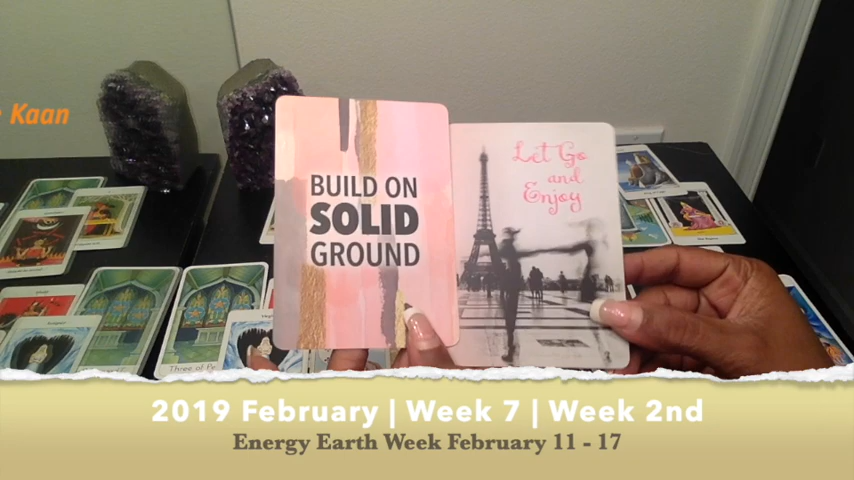 Kaan
BUILD ON
SOLID
GROUND
Let Go
and
Enjoy
2019 February | Week 7 | Week 2nd
Energy Earth Week February 11 - 17